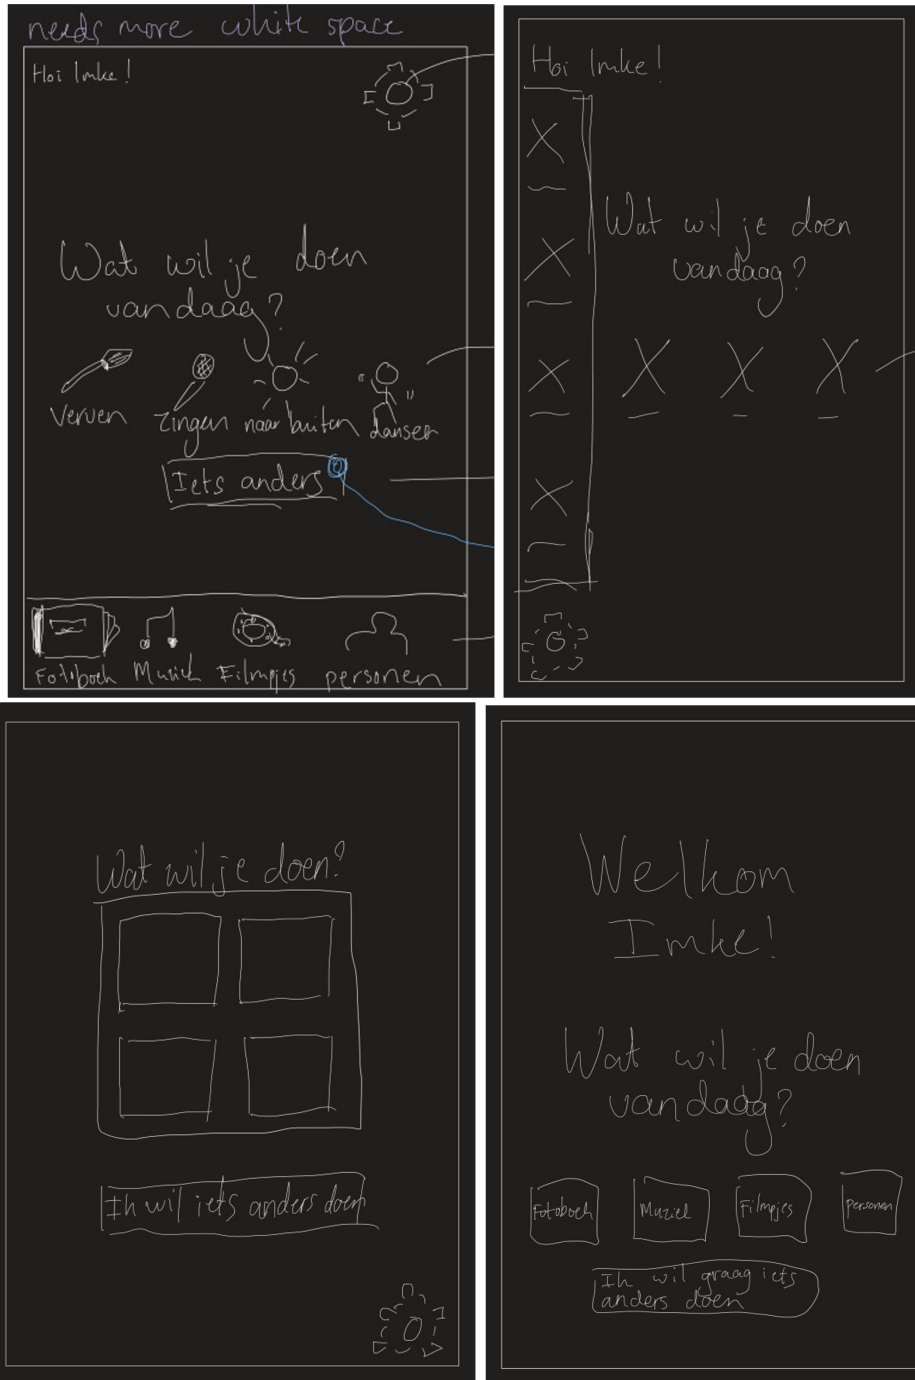 needs more white space
Hoi Imke!
Wat wil je doen
vandaag?
Verven
zingen
naar buiten
dansen
Iets anders
Fotoboek
Muziek
Filmpjes
personen
Hoi Imke!
Wat wil je doen
vandaag?
Wat wil je doen?
Ik wil iets anders doen
Welkom
Imke!
Wat wil je doen
vandaag?
Fotoboek
Muziek
Filmpjes
personen
Ik wil graag iets
anders doen